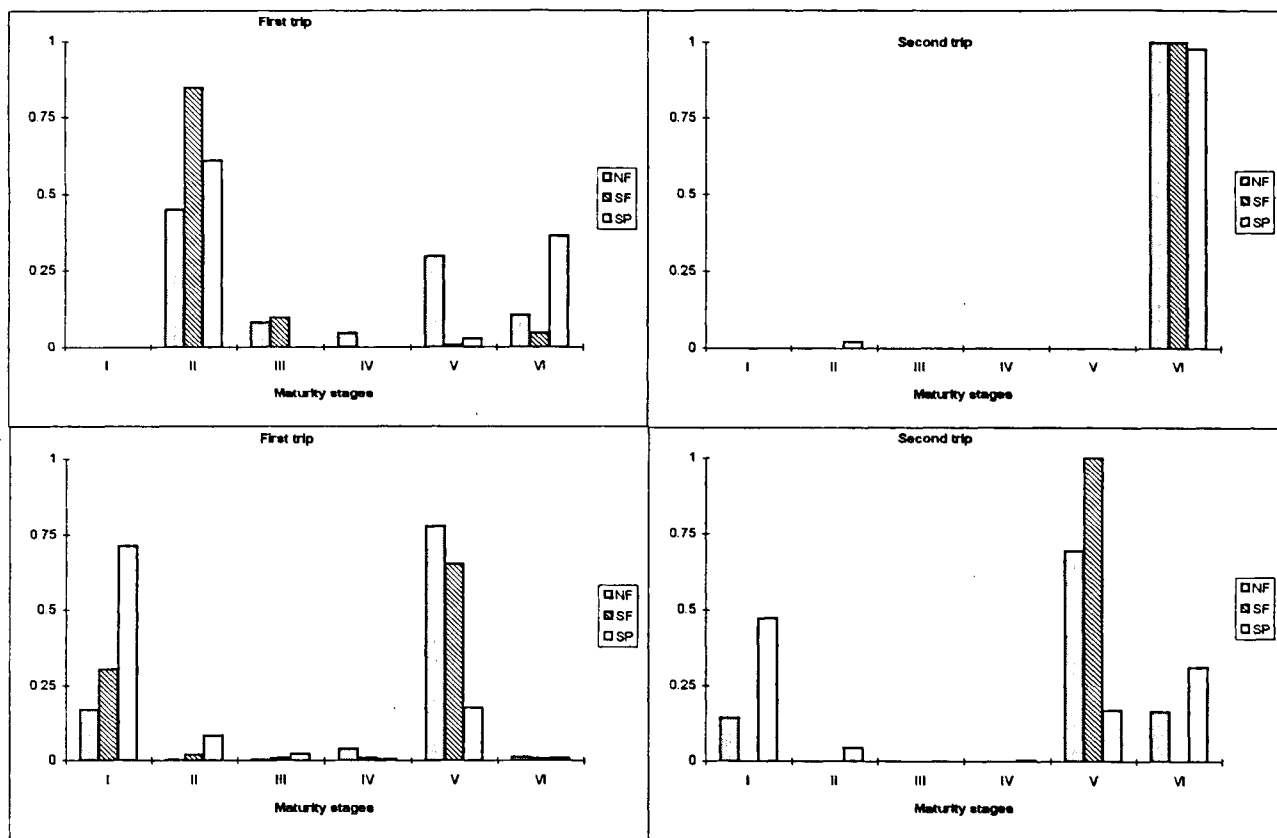 First trip
1
0.75
0.5
0.25
0
I II III IV V VI
Maturity stages
NF
SF
SP
Second trip
1
0.75
0.5
0.25
0
I II III IV V VI
Maturity stages
NF
SF
SP
First trip
1
0.75
0.5
0.25
0
I II III IV V VI
Maturity stages
NF
SF
SP
Second trip
1
0.75
0.5
0.25
0
I II III IV V VI
Maturity stages
NF
SF
SP